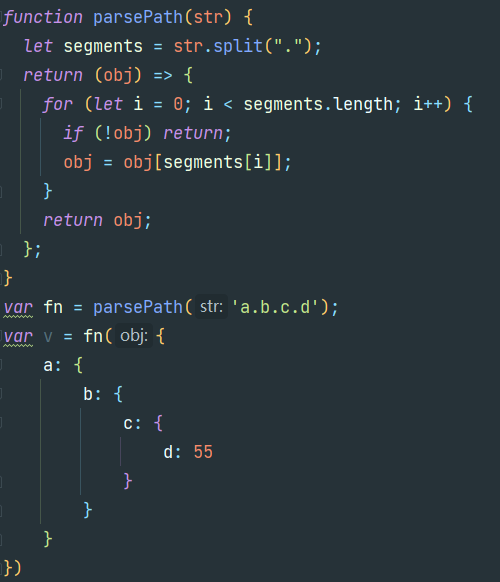 function parsePath(str) {
  let segments = str.split(".");
  return (obj) => {
    for (let i = 0; i < segments.length; i++) {
      if (!obj) return;
      obj = obj[segments[i]];
    }
    return obj;
  };
}
var fn = parsePath( str: 'a.b.c.d');
var v = fn( obj: {
    a: {
        b: {
            c: {
                d: 55
            }
        }
    }
})